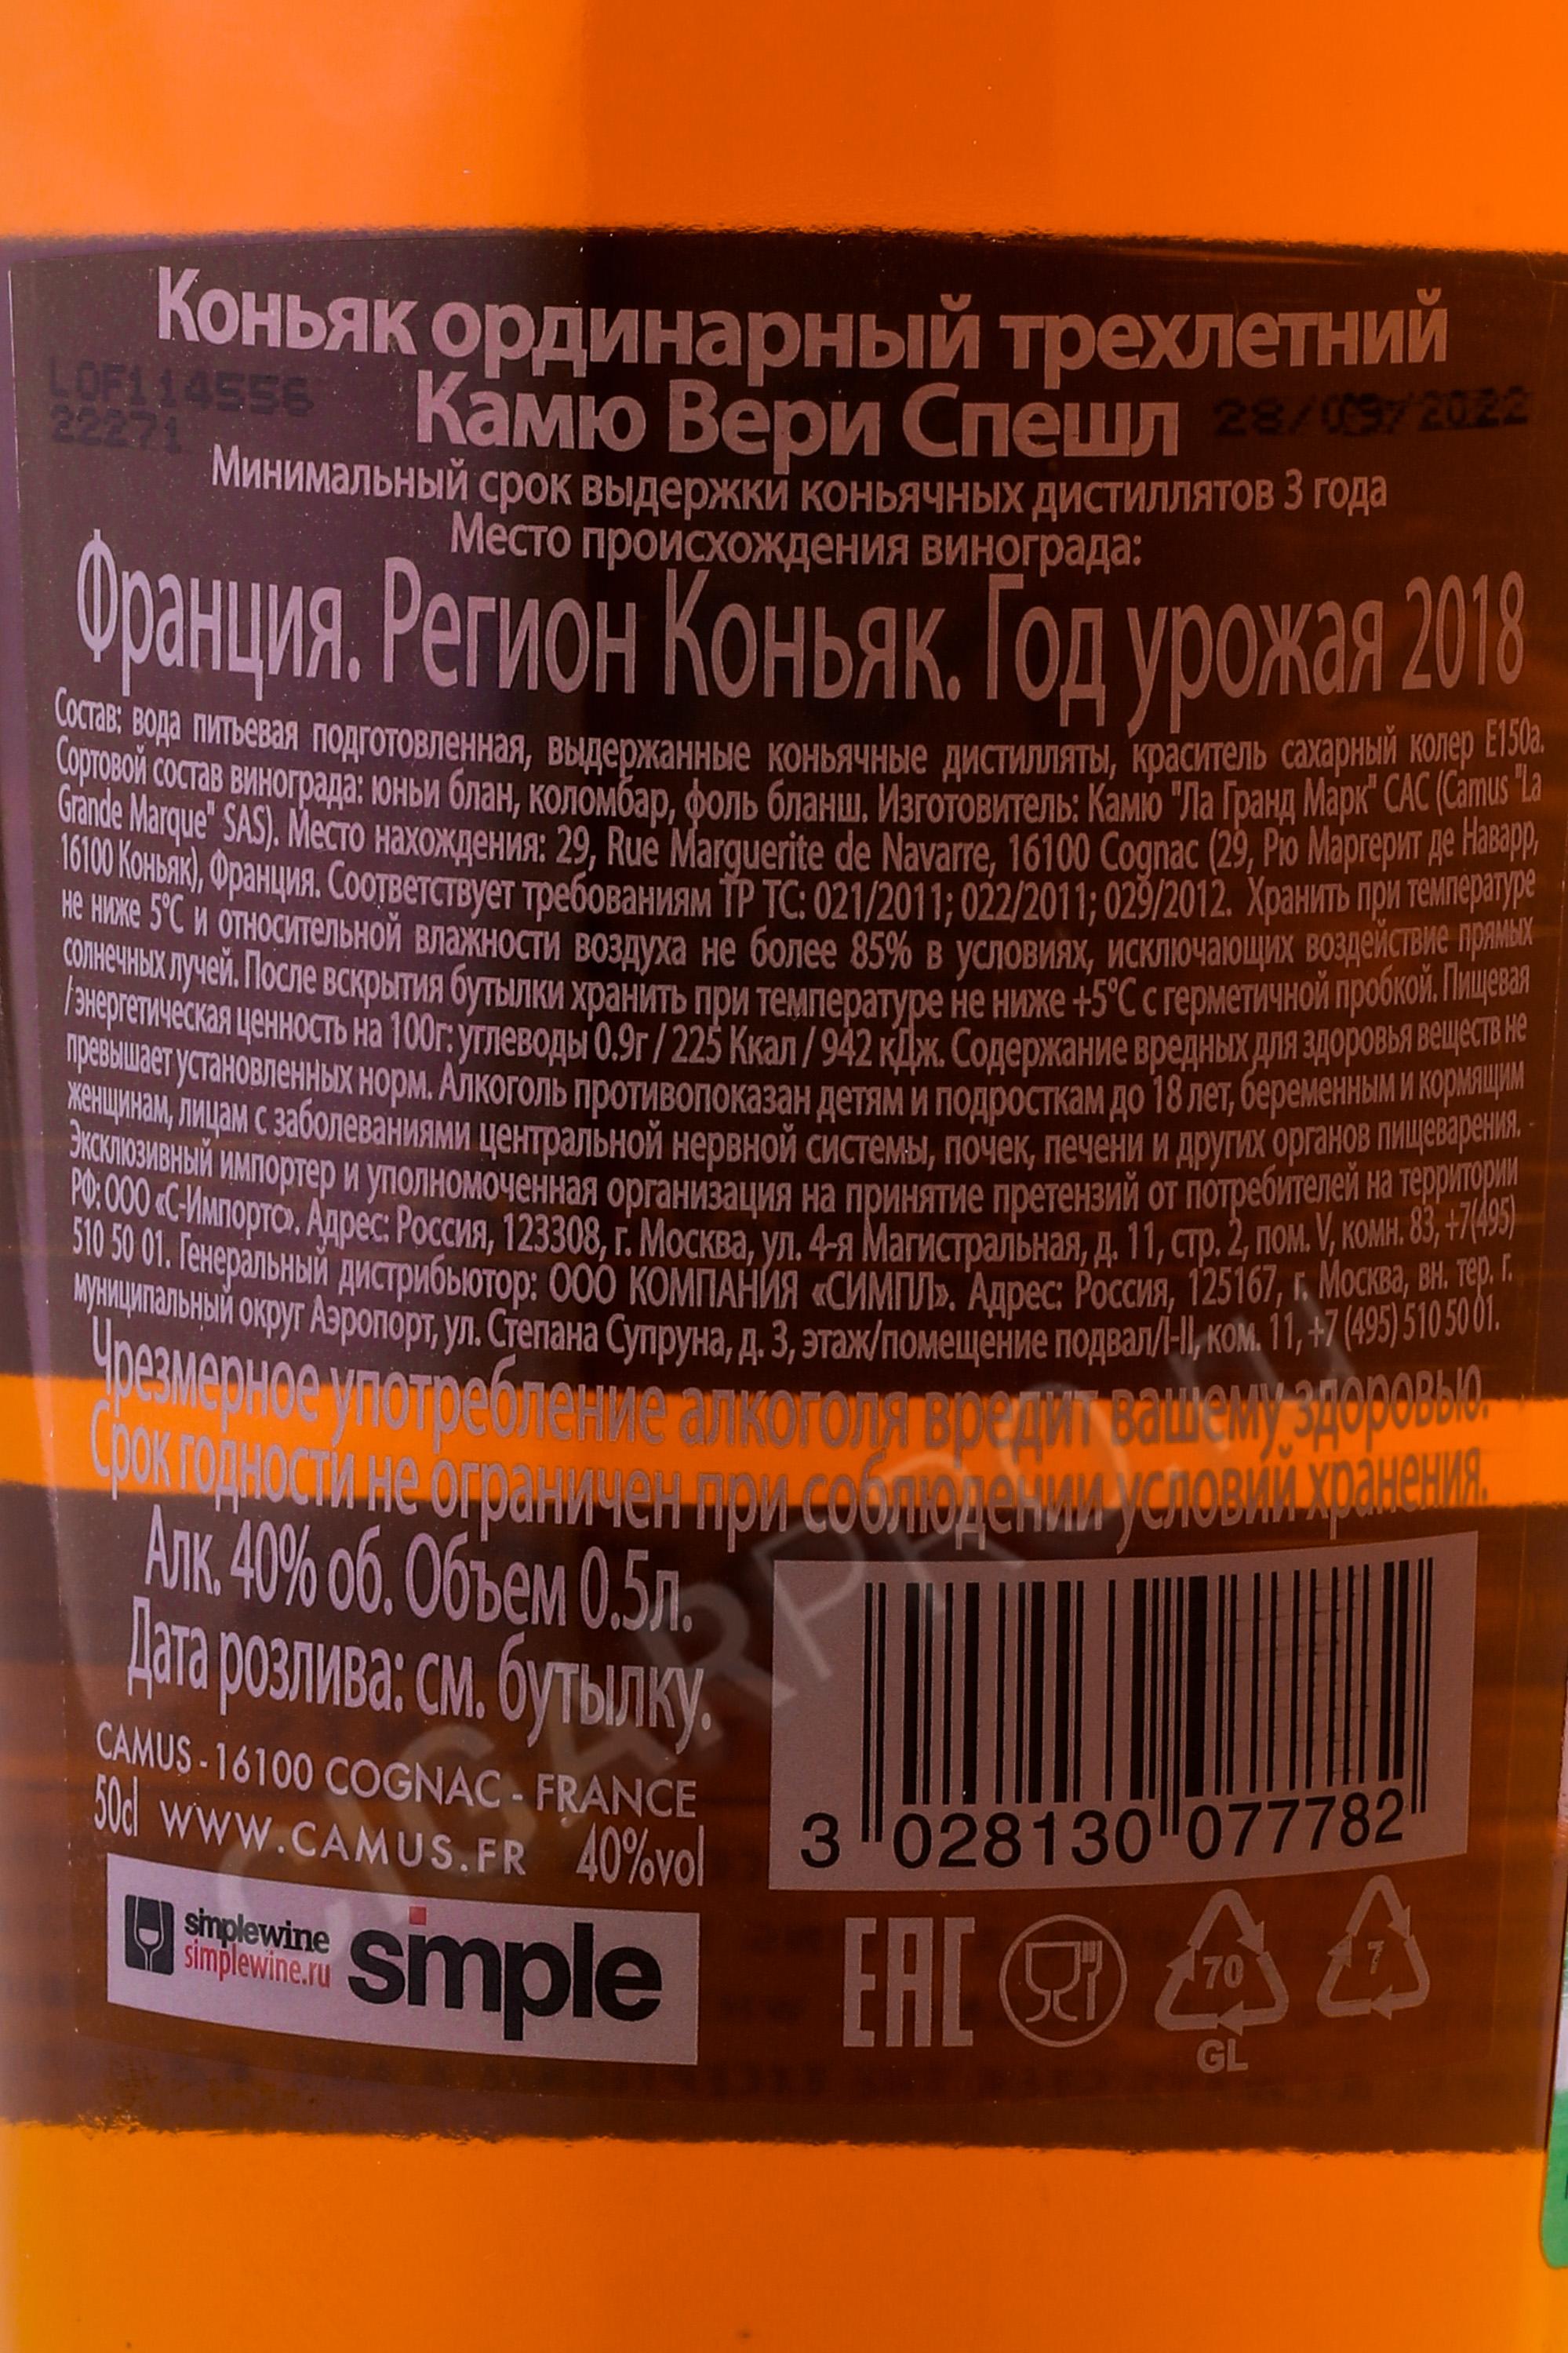 Коньяк ординарный трехлетний
LOF114556
22271
Камю Вери Спешл
28/09/2022
Минимальный срок выдержки коньячных дистиллятов 3 года
Место происхождения винограда:
Франция. Регион Коньяк. Год урожая 2018
Состав: вода питьевая подготовленная, выдержанные коньячные дистилляты, краситель сахарный колер Е150а.
Сортовой состав винограда: юньи блан, коломбар, фоль бланш. Изготовитель: Камю "Ла Гранд Марк" САС (Camus "La
Grande Marque" SAS). Место нахождения: 29, Rue Marguerite de Navarre, 16100 Cognac (29, Рю Маргерит де Наварр,
16100 Коньяк), Франция. Соответствует требованиям ТР ТС: 021/2011; 022/2011; 029/2012. Хранить при температуре
не ниже 5°С и относительной влажности воздуха не более 85% в условиях, исключающих воздействие прямых
солнечных лучей. После вскрытия бутылки хранить при температуре не ниже +5°С с герметичной пробкой. Пищевая
/ энергетическая ценность на 100г: углеводы 0.9г / 225 Ккал / 942 кДж. Содержание вредных для здоровья веществ не
превышает установленных норм. Алкоголь противопоказан детям и подросткам до 18 лет, беременным и кормящим
женщинам, лицам с заболеваниями центральной нервной системы, почек, печени и других органов пищеварения. -
Эксклюзивный импортер и уполномоченная организация на принятие претензий от потребителей на территории
РФ: ООО «С-Импортс». Адрес: Россия, 123308, г. Москва, ул. 4-я Магистральная, д. 11, стр. 2, пом. V, комн. 83, +7(495)
510 50 01. Генеральный дистрибьютор: ООО КОМПАНИЯ «СИМПЛ». Адрес: Россия, 125167, г. Москва, вн. тер. г.
муниципальный округ Аэропорт, ул. Степана Супруна, д. 3, этаж/помещение подвал/I-II, ком. 11, +7 (495) 510 50 01.
Чрезмерное употребление алкоголя вредит вашему здоровью.
Срок годности не ограничен при соблюдении условий хранения.
Алк. 40% об. Объем 0.5л.
Дата розлива: см. бутылку.
CAMUS - 16100 COGNAC - FRANCE
50cl WWW.CAMUS.FR 40%vol
3 028130 077782
simplewine
simplewine.ru
simple
EAC
70
GL
7
CIGARPRO.ru